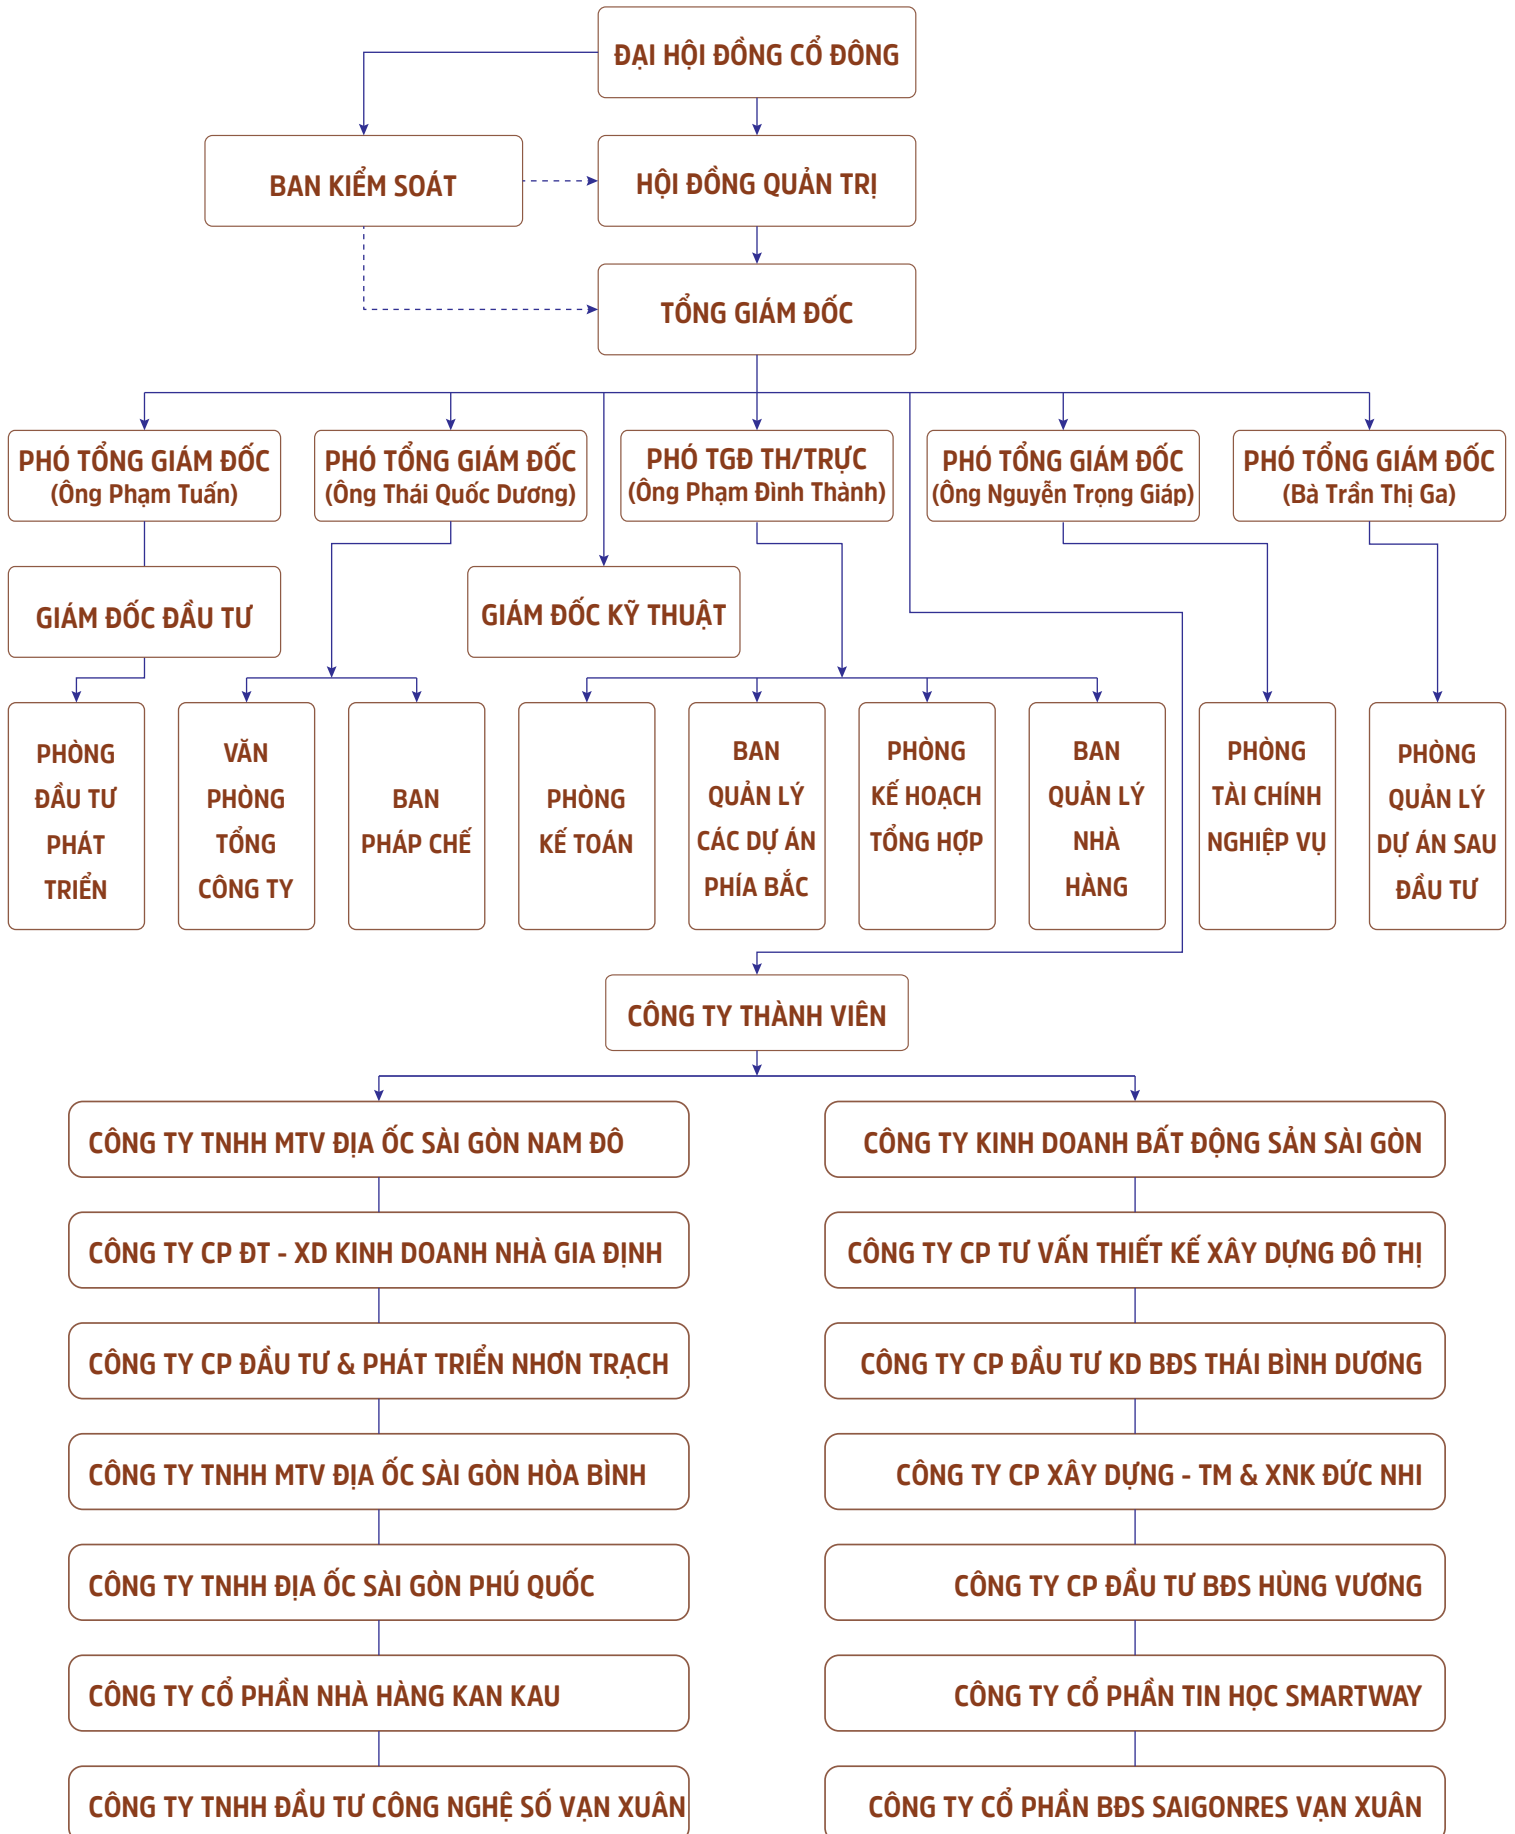 ĐẠI HỘI ĐỒNG CỔ ĐÔNG
BAN KIỂM SOÁT
HỘI ĐỒNG QUẢN TRỊ
TỔNG GIÁM ĐỐC
PHÓ TỔNG GIÁM ĐỐC
(Ông Phạm Tuấn)
PHÓ TỔNG GIÁM ĐỐC
(Ông Thái Quốc Dương)
PHÓ TGĐ TH/TRỰC
(Ông Phạm Đình Thành)
PHÓ TỔNG GIÁM ĐỐC
(Ông Nguyễn Trọng Giáp)
PHÓ TỔNG GIÁM ĐỐC
(Bà Trần Thị Ga)
GIÁM ĐỐC ĐẦU TƯ
GIÁM ĐỐC KỸ THUẬT
PHÒNG
ĐẦU TƯ
PHÁT
TRIỂN
VĂN
PHÒNG
TỔNG
CÔNG TY
BAN
PHÁP CHẾ
PHÒNG
KẾ TOÁN
BAN
QUẢN LÝ
CÁC DỰ ÁN
PHÍA BẮC
PHÒNG
KẾ HOẠCH
TỔNG HỢP
BAN
QUẢN LÝ
NHÀ
HÀNG
PHÒNG
TÀI CHÍNH
NGHIỆP VỤ
PHÒNG
QUẢN LÝ
DỰ ÁN SAU
ĐẦU TƯ
CÔNG TY THÀNH VIÊN
CÔNG TY TNHH MTV ĐỊA ỐC SÀI GÒN NAM ĐÔ
CÔNG TY CP ĐT - XD KINH DOANH NHÀ GIA ĐỊNH
CÔNG TY CP ĐẦU TƯ & PHÁT TRIỂN NHƠN TRẠCH
CÔNG TY TNHH MTV ĐỊA ỐC SÀI GÒN HÒA BÌNH
CÔNG TY TNHH ĐỊA ỐC SÀI GÒN PHÚ QUỐC
CÔNG TY CỔ PHẦN NHÀ HÀNG KAN KAU
CÔNG TY TNHH ĐẦU TƯ CÔNG NGHỆ SỐ VẠN XUÂN
CÔNG TY KINH DOANH BẤT ĐỘNG SẢN SÀI GÒN
CÔNG TY CP TƯ VẤN THIẾT KẾ XÂY DỰNG ĐÔ THỊ
CÔNG TY CP ĐẦU TƯ KD BĐS THÁI BÌNH DƯƠNG
CÔNG TY CP XÂY DỰNG - TM & XNK ĐỨC NHI
CÔNG TY CP ĐẦU TƯ BĐS HÙNG VƯƠNG
CÔNG TY CỔ PHẦN TIN HỌC SMARTWAY
CÔNG TY CỔ PHẦN BĐS SAIGONRES VẠN XUÂN